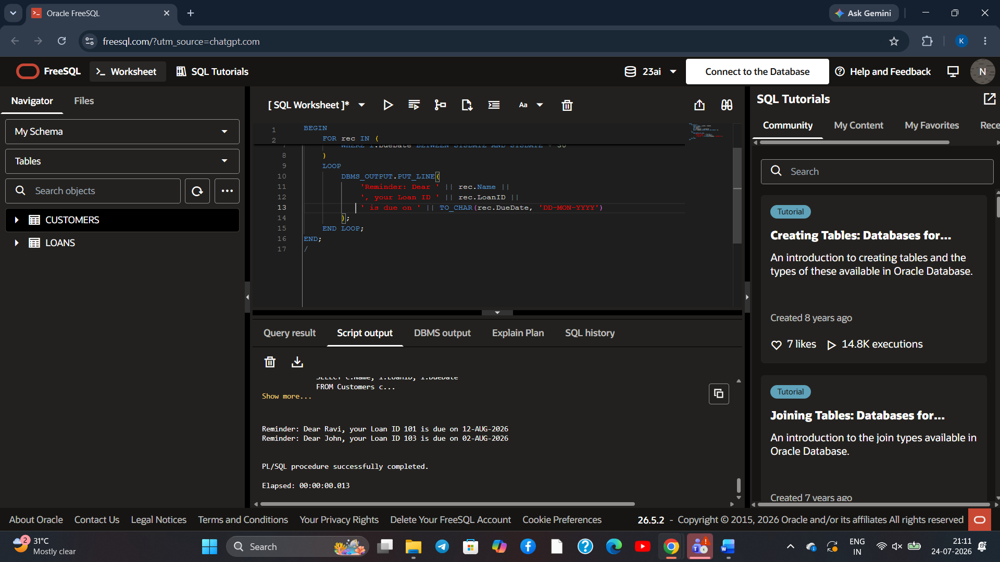 Oracle FreeSQL
Ask Gemini
freesql.com/?utm_source=chatgpt.com
K
FreeSQL
Worksheet
SQL Tutorials
23ai
Connect to the Database
Help and Feedback
N
Navigator
Files
My Schema
Tables
Search objects
CUSTOMERS
LOANS
[ SQL Worksheet ]*
Aa
1 BEGIN
2 FOR rec IN (
7 WHERE l.DueDate BETWEEN SYSDATE AND SYSDATE + 30
8 )
9 LOOP
10 DBMS_OUTPUT.PUT_LINE(
11 'Reminder: Dear ' || rec.Name ||
12 ', your Loan ID ' || rec.LoanID ||
13 ' is due on ' || TO_CHAR(rec.DueDate, 'DD-MON-YYYY')
14 );
15 END LOOP;
16 END;
17 /
Query result
Script output
DBMS output
Explain Plan
SQL history
SELECT c.Name, l.LoanID, l.DueDate
FROM Customers c...
Show more...
Reminder: Dear Ravi, your Loan ID 101 is due on 12-AUG-2026
Reminder: Dear John, your Loan ID 103 is due on 02-AUG-2026
PL/SQL procedure successfully completed.
Elapsed: 00:00:00.013
SQL Tutorials
Community
My Content
My Favorites
Rece
Search
Tutorial
Creating Tables: Databases for...
An introduction to creating tables and the
types of these available in Oracle Database.
Created 8 years ago
7 likes
14.8K executions
Tutorial
Joining Tables: Databases for...
An introduction to the join types available in
Oracle Database.
Created 7 years ago
About Oracle
Contact Us
Legal Notices
Terms and Conditions
Your Privacy Rights
Delete Your FreeSQL Account
Cookie Preferences
26.5.2 - Copyright © 2015, 2026 Oracle and/or its affiliates All rights reserved
2
31°C
Mostly clear
Search
ENG
IN
21:11
24-07-2026